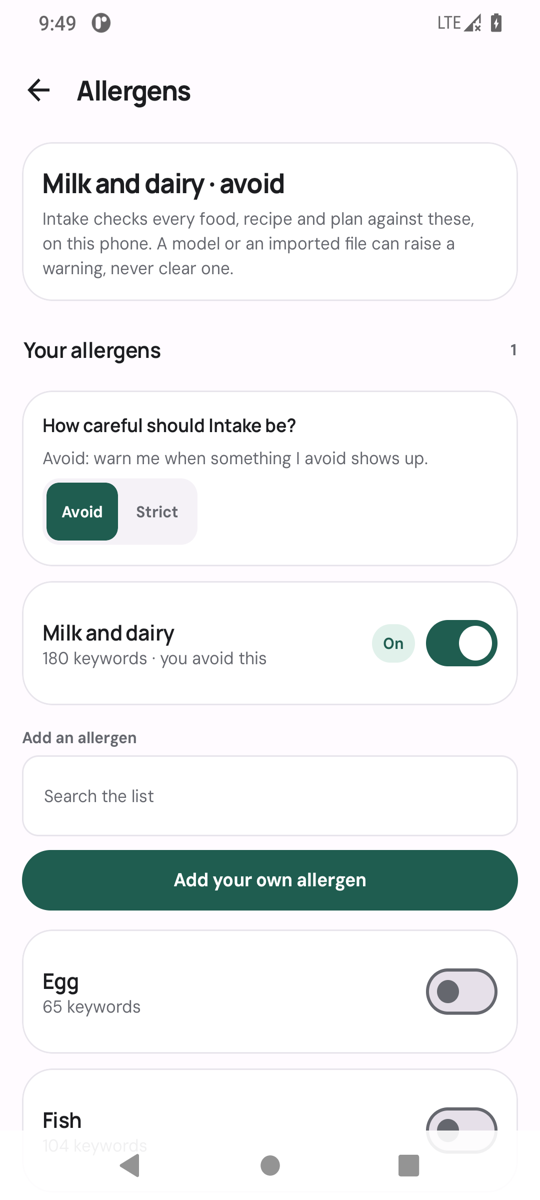 9:49
LTE
Allergens
Milk and dairy · avoid
Intake checks every food, recipe and plan against these,
on this phone. A model or an imported file can raise a
warning, never clear one.
Your allergens
1
How careful should Intake be?
Avoid: warn me when something I avoid shows up.
Avoid
Strict
Milk and dairy
180 keywords · you avoid this
On
Add an allergen
Search the list
Add your own allergen
Egg
65 keywords
Fish
104 keywords